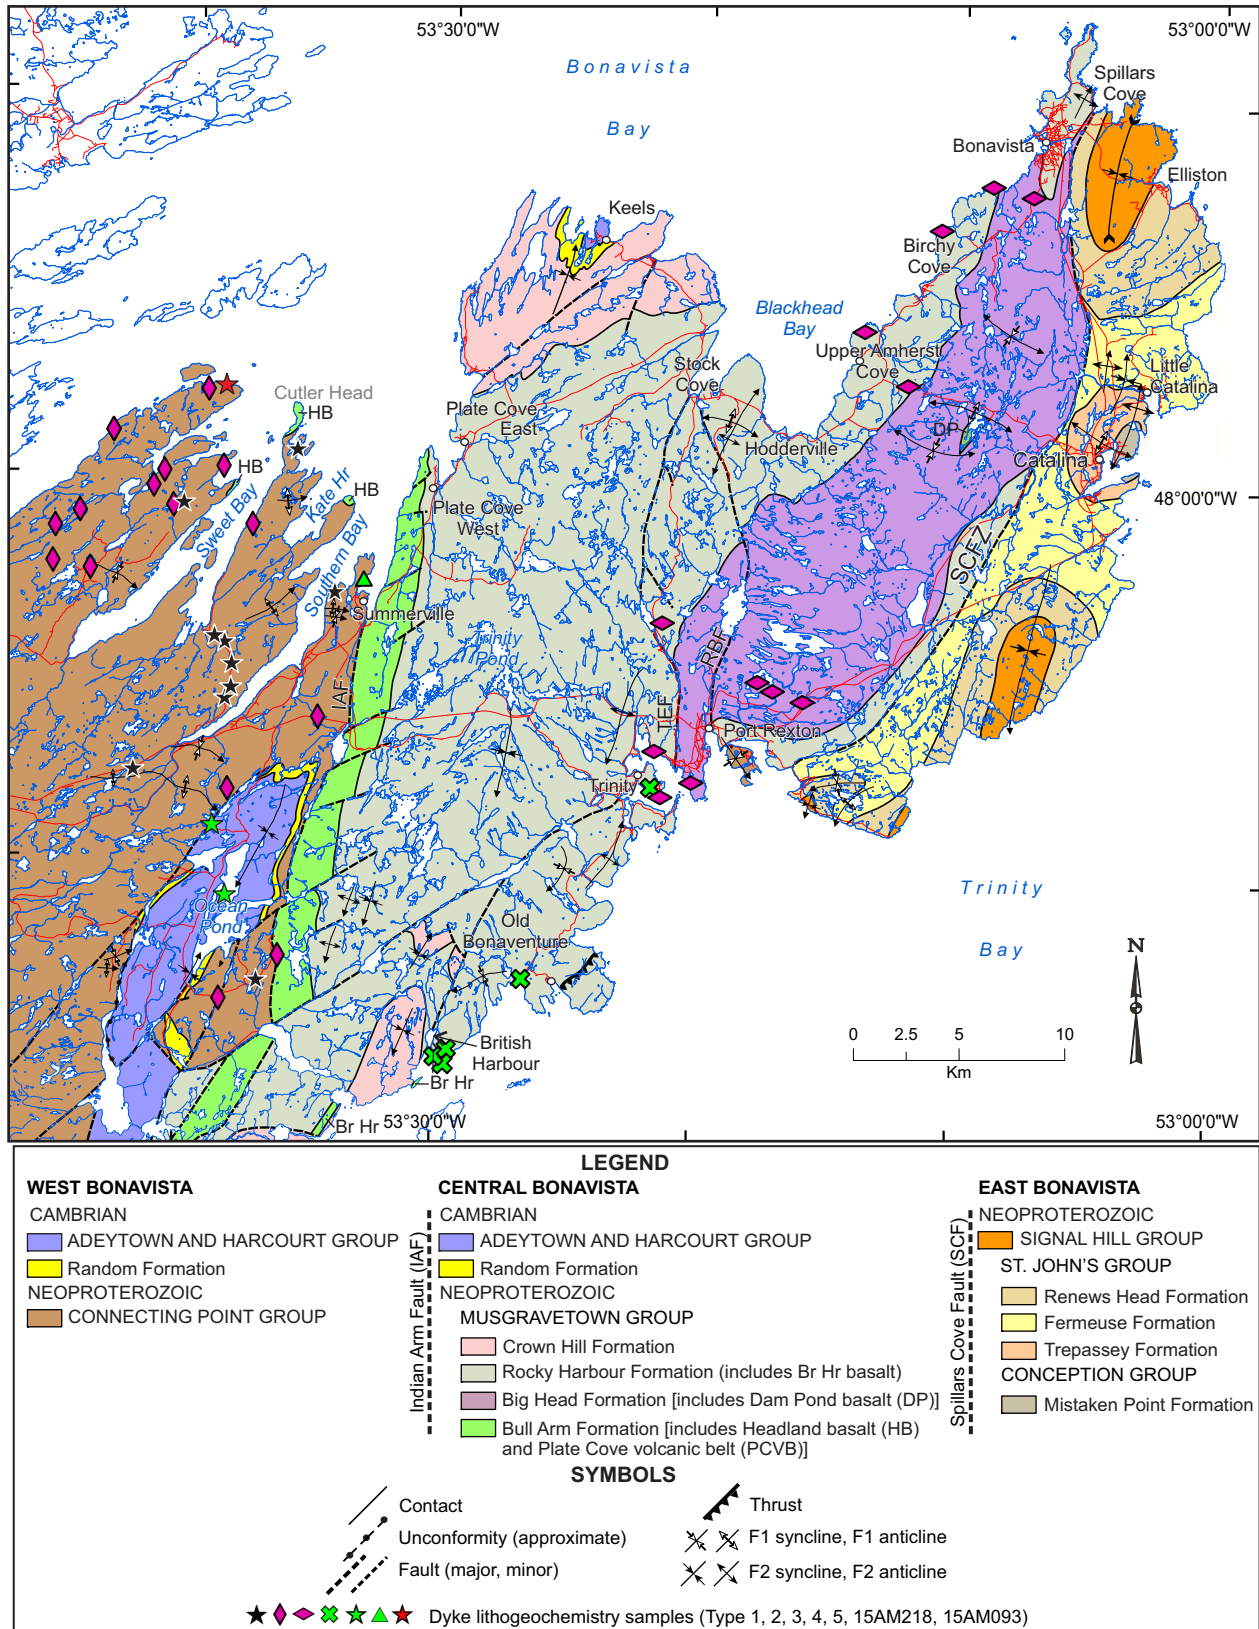 53°30'0"W
53°00'0"W
Bonavista
Bay
Spillars
Cove
Bonavista
Elliston
Keels
Birchy
Cove
Blackhead
Bay
Upper Amherst
Cove
Stock
Cove
Little
Catalina
Cutler Head
HB
Plate Cove
East
DP
Hodderville
Catalina
HB
HB
Sweet Bay
Kate Hr
Southern Bay
Plate Cove
West
48°00'0"W
SCFZ
Summerville
Trinity
Pond
RBF
IAF
TEF
Port Rexton
Trinity
Ocean
Pond
Old
Bonaventure
Trinity
Bay
N
0 2.5 5 10
Km
British
Harbour
Br Hr
Br Hr
53°30'0"W
53°00'0"W
LEGEND
WEST BONAVISTA
CAMBRIAN
ADEYTOWN AND HARCOURT GROUP
Random Formation
NEOPROTEROZOIC
CONNECTING POINT GROUP
Indian Arm Fault (IAF)
CENTRAL BONAVISTA
CAMBRIAN
ADEYTOWN AND HARCOURT GROUP
Random Formation
NEOPROTEROZOIC
MUSGRAVETOWN GROUP
Crown Hill Formation
Rocky Harbour Formation (includes Br Hr basalt)
Big Head Formation [includes Dam Pond basalt (DP)]
Bull Arm Formation [includes Headland basalt (HB)
and Plate Cove volcanic belt (PCVB)]
Spillars Cove Fault (SCF)
EAST BONAVISTA
NEOPROTEROZOIC
SIGNAL HILL GROUP
ST. JOHN'S GROUP
Renews Head Formation
Fermeuse Formation
Trepassey Formation
CONCEPTION GROUP
Mistaken Point Formation
SYMBOLS
Contact
Unconformity (approximate)
Fault (major, minor)
Thrust
F1 syncline, F1 anticline
F2 syncline, F2 anticline
Dyke lithogeochemistry samples (Type 1, 2, 3, 4, 5, 15AM218, 15AM093)